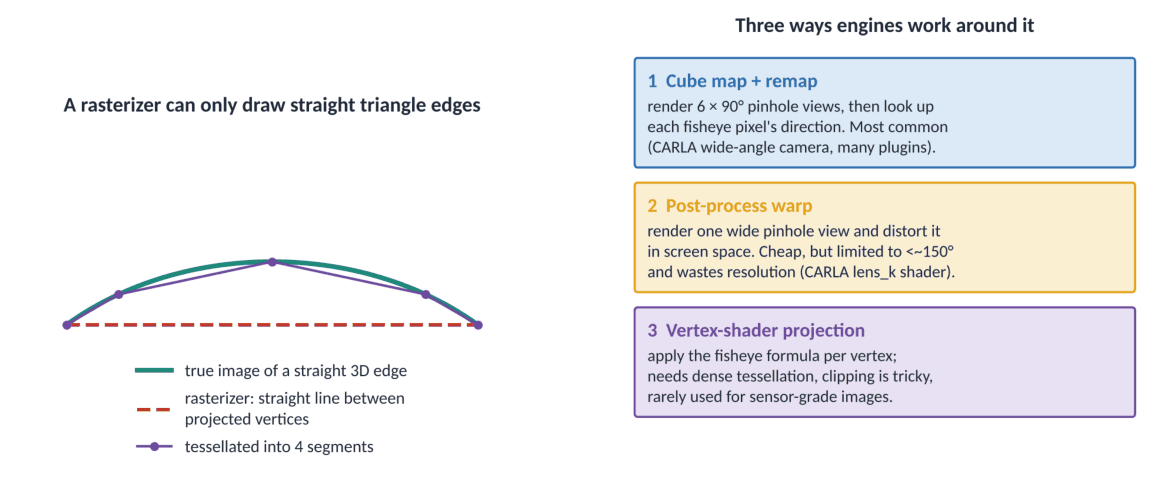 A rasterizer can only draw straight triangle edges
true image of a straight 3D edge
rasterizer: straight line between
projected vertices
tessellated into 4 segments
Three ways engines work around it
1 Cube map + remap
render 6 × 90° pinhole views, then look up
each fisheye pixel's direction. Most common
(CARLA wide-angle camera, many plugins).
2 Post-process warp
render one wide pinhole view and distort it
in screen space. Cheap, but limited to <~150°
and wastes resolution (CARLA lens_k shader).
3 Vertex-shader projection
apply the fisheye formula per vertex;
needs dense tessellation, clipping is tricky,
rarely used for sensor-grade images.